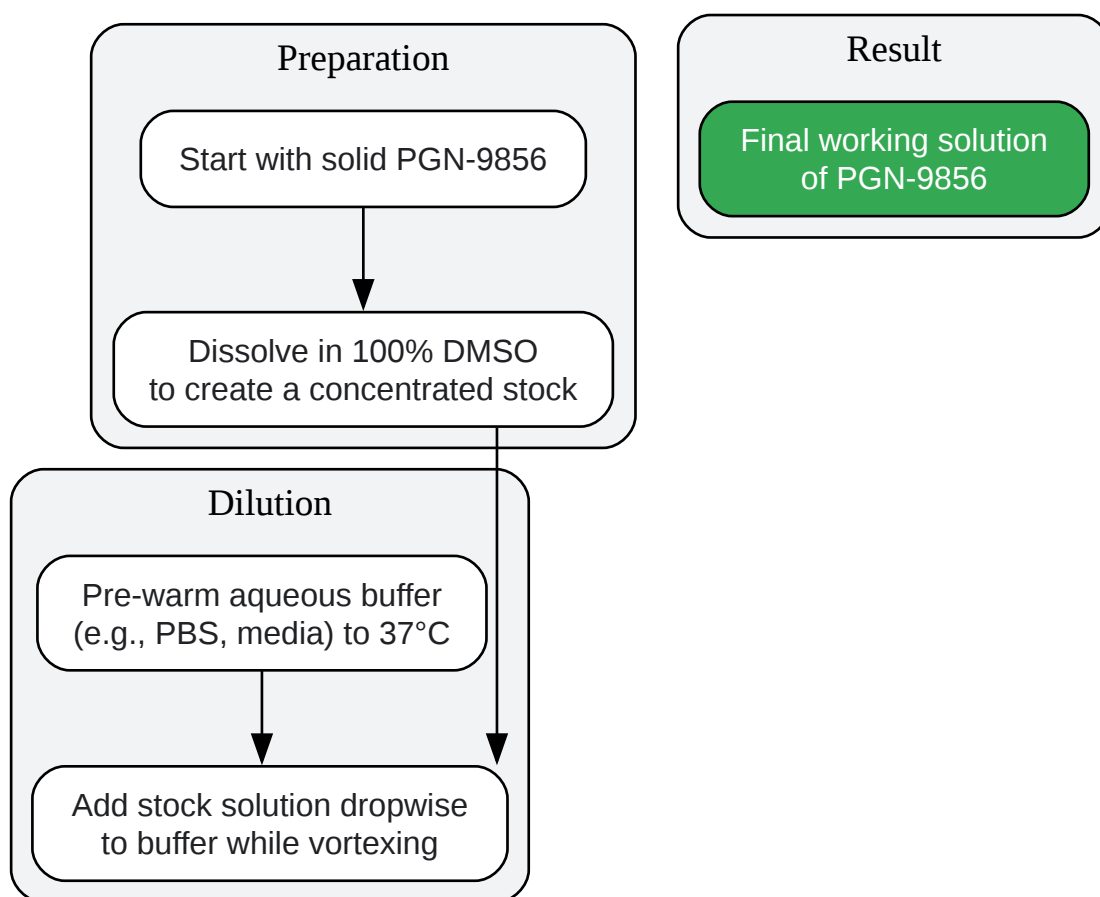 Preparation
Start with solid PGN-9856
Dissolve in 100% DMSO
to create a concentrated stock
Dilution
Pre-warm aqueous buffer
(e.g., PBS, media) to 37°C
Add stock solution dropwise
to buffer while vortexing
Result
Final working solution
of PGN-9856